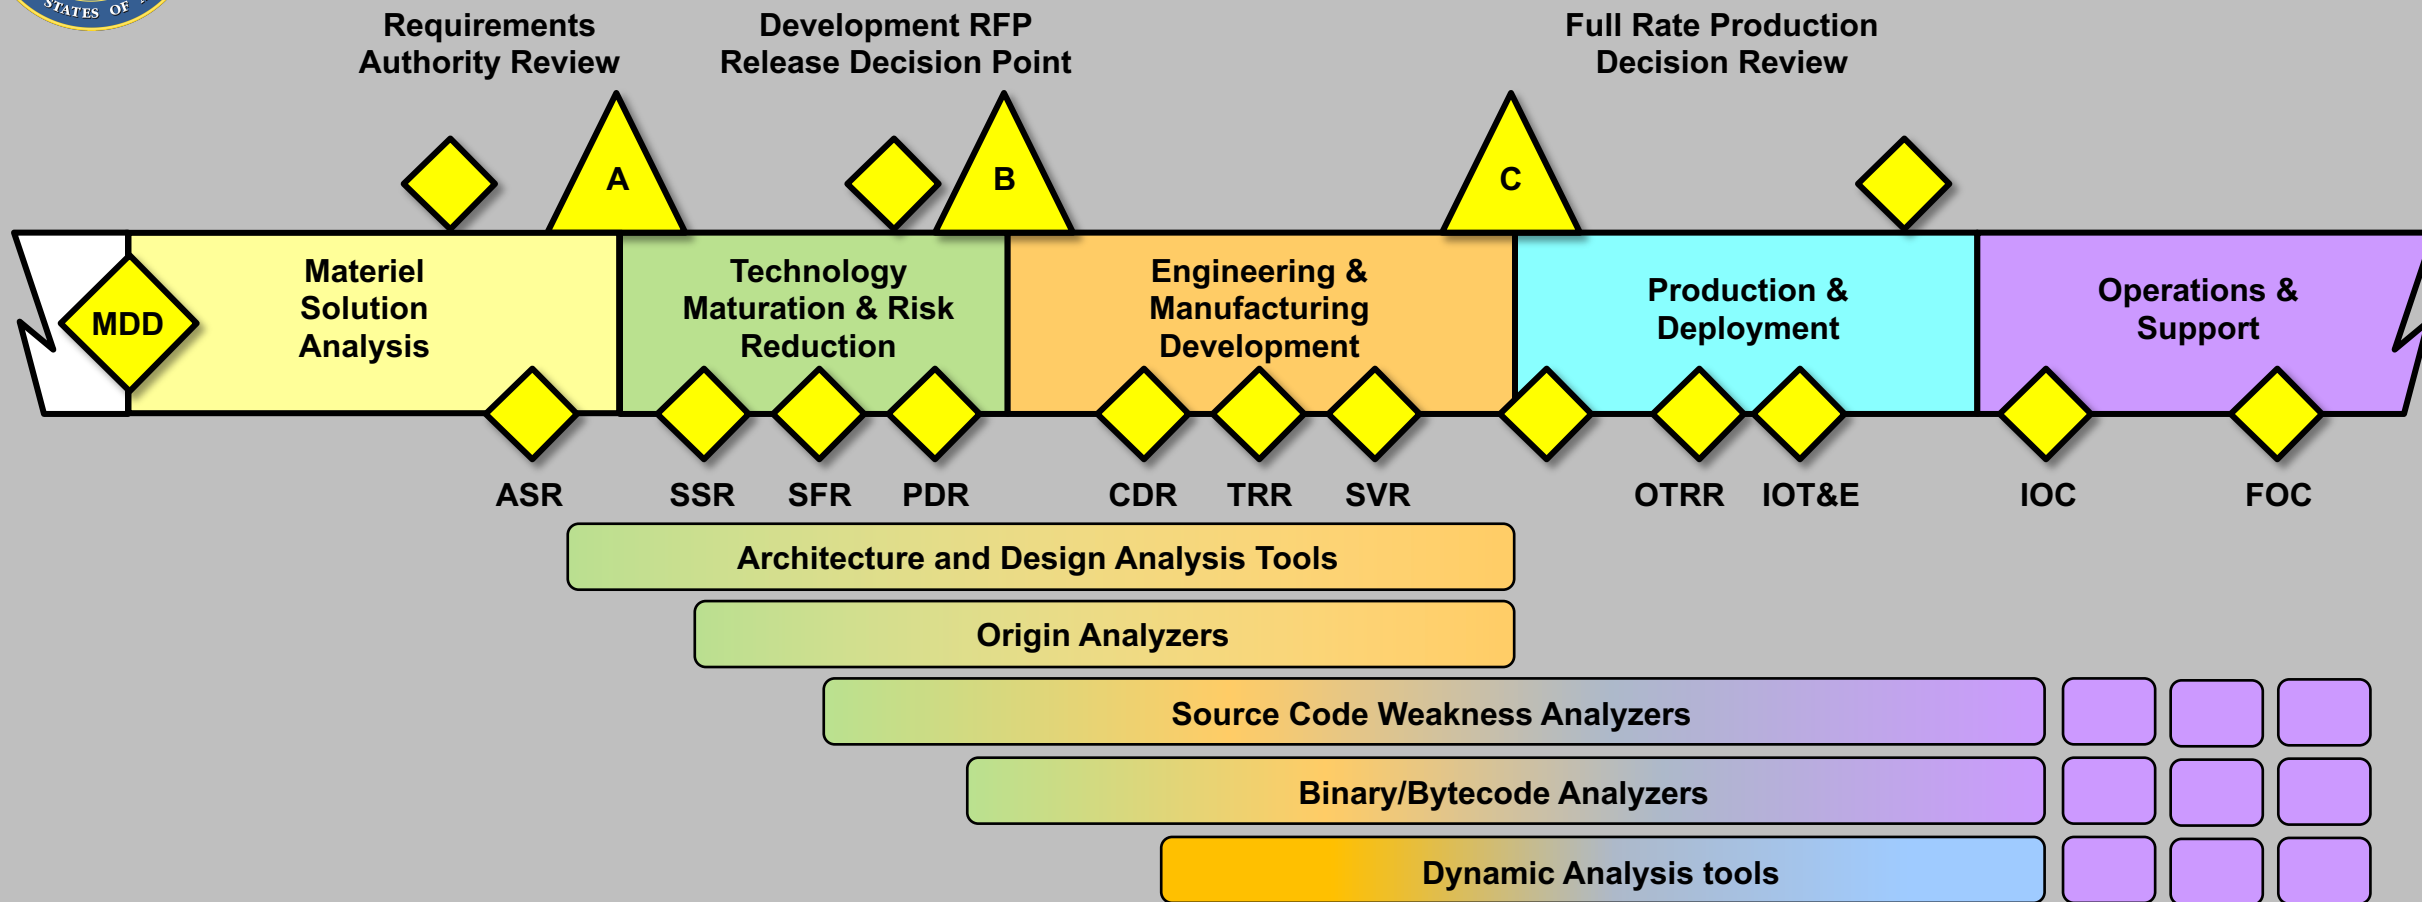 STATES OF
Requirements
Authority Review
Development RFP
Release Decision Point
Full Rate Production
Decision Review
A
B
C
MDD
Materiel
Solution
Analysis
Technology
Maturation & Risk
Reduction
Engineering &
Manufacturing
Development
Production &
Deployment
Operations &
Support
ASR
SSR
SFR
PDR
CDR
TRR
SVR
OTRR
IOT&E
IOC
FOC
Architecture and Design Analysis Tools
Origin Analyzers
Source Code Weakness Analyzers
Binary/Bytecode Analyzers
Dynamic Analysis tools